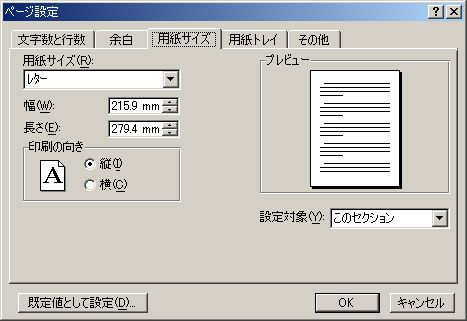 ページ設定
文字数と行数 余白 用紙サイズ 用紙トレイ その他
用紙サイズ(R):
レター
幅(W): 215.9 mm
長さ(E): 279.4 mm
印刷の向き
A
縦(I)
横(C)
プレビュー
設定対象(Y): このセクション
既定値として設定(D)... OK キャンセル